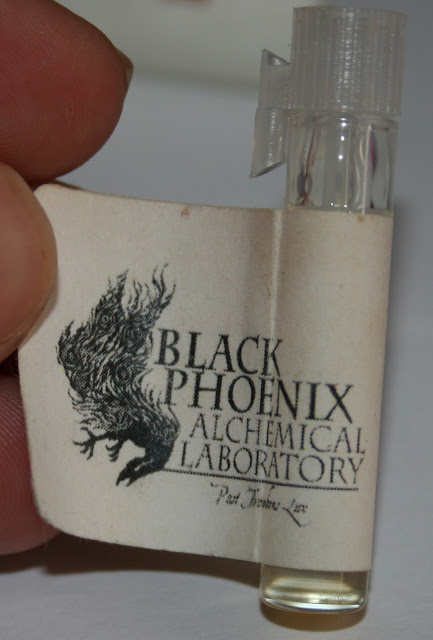 BLACK
PHOENIX
ALCHEMICAL
LABORATORY
Post Tenebras Lux